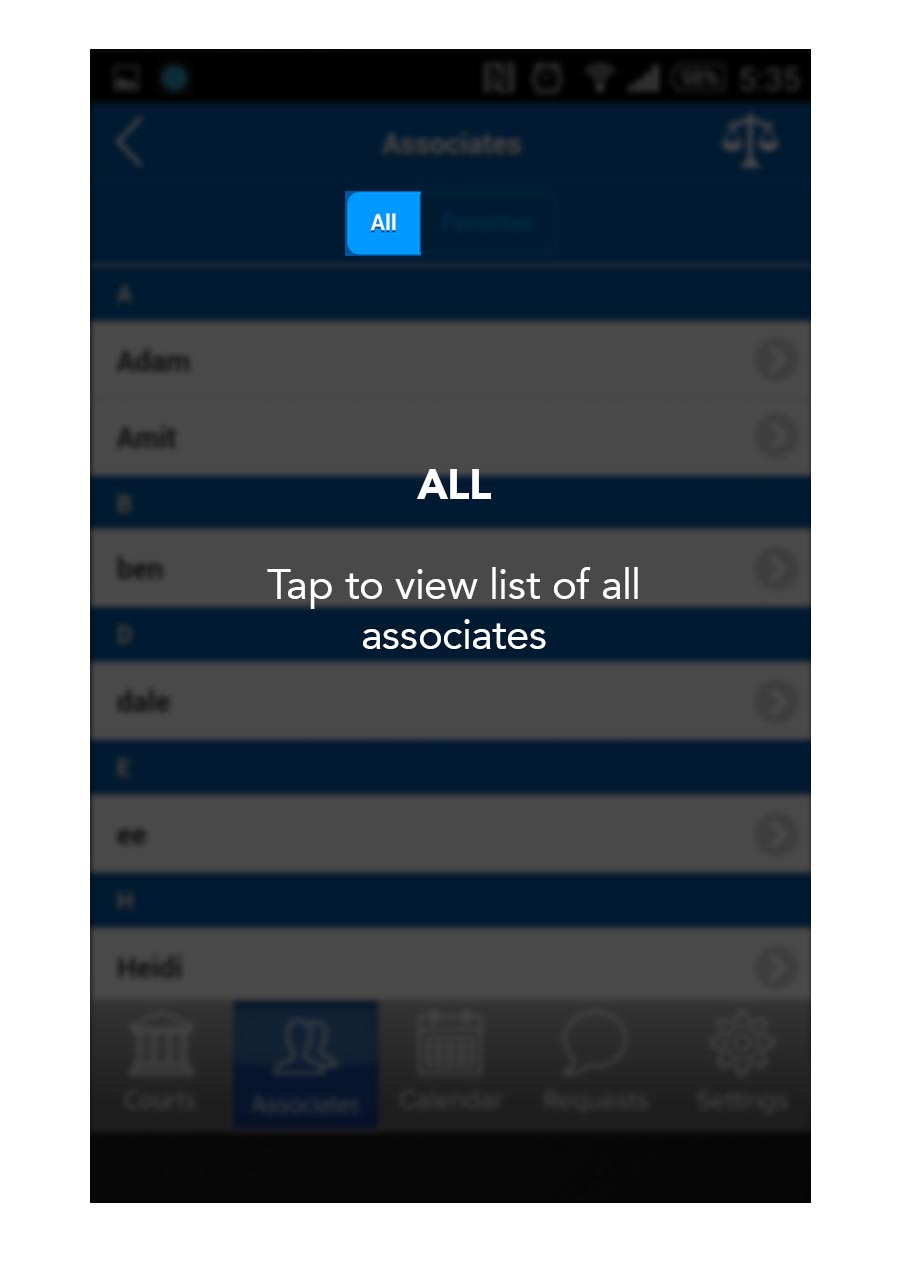 98% 5:35
Associates
All Favorites
A
Adam
Amit
B
ben
ALL
Tap to view list of all
associates
D
dale
E
ee
H
Heidi
Courts Associates Calendar Requests Settings